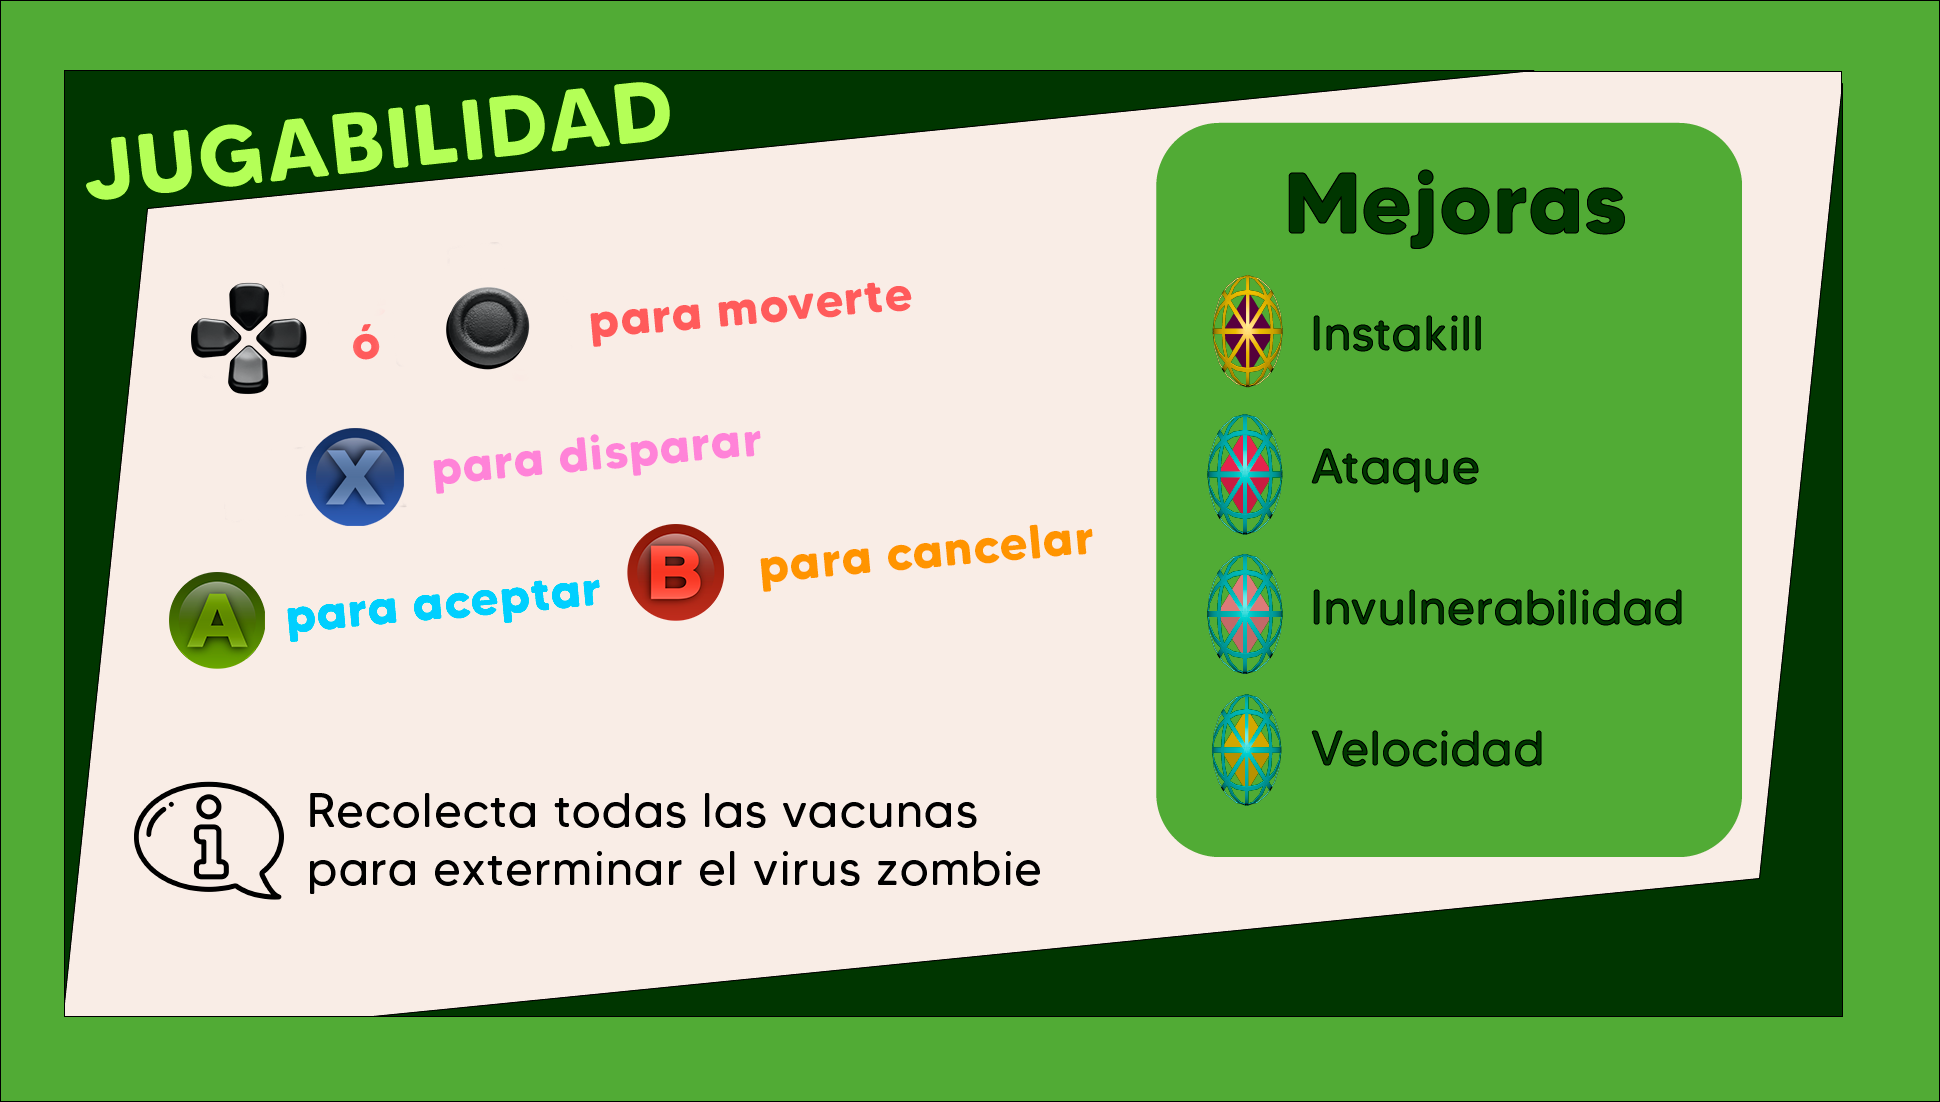 JUGABILIDAD
ó para moverte
X para disparar
A para aceptar
B para cancelar
Recolecta todas las vacunas
para exterminar el virus zombie
Mejoras
Instakill
Ataque
Invulnerabilidad
Velocidad